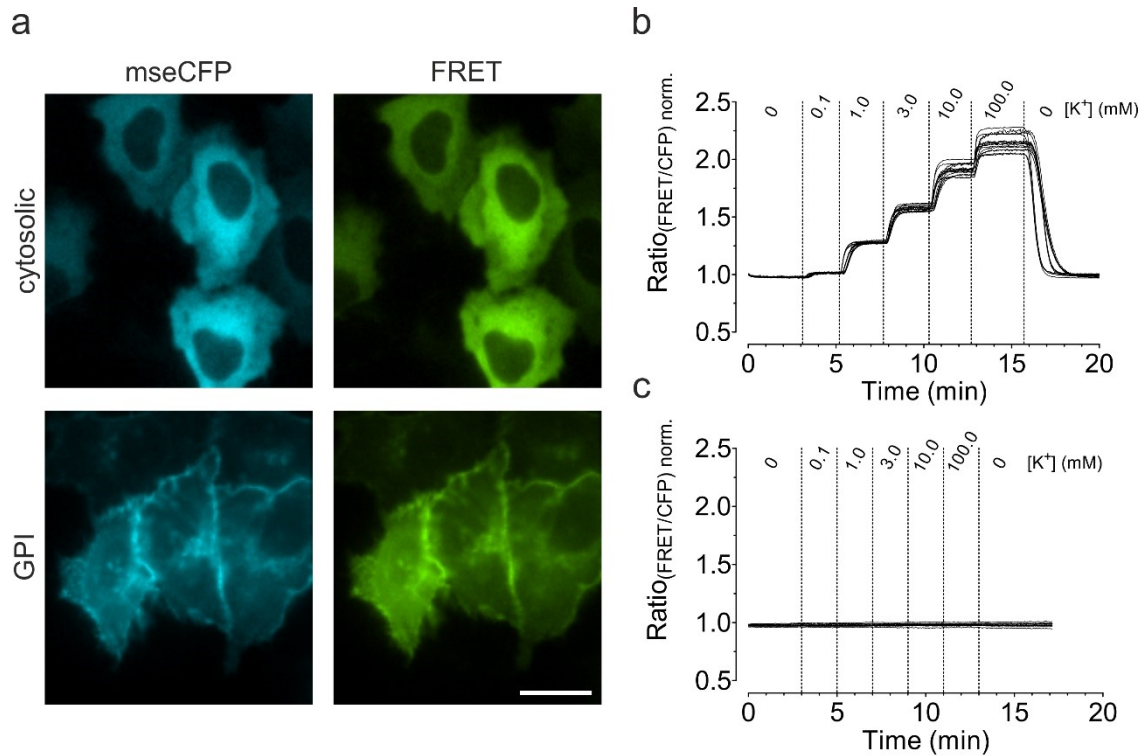 a
mseCFP FRET
cytosolic
GPI
b
Ratio(FRET/CFP) norm.
2.5
2.0
1.5
1.0
0.5
0 0.1 1.0 3.0 10.0 100.0 0 [K+] (mM)
0 5 10 15 20
Time (min)
c
Ratio(FRET/CFP) norm.
2.5
2.0
1.5
1.0
0.5
0 0.1 1.0 3.0 10.0 100.0 0 [K+] (mM)
0 5 10 15 20
Time (min)